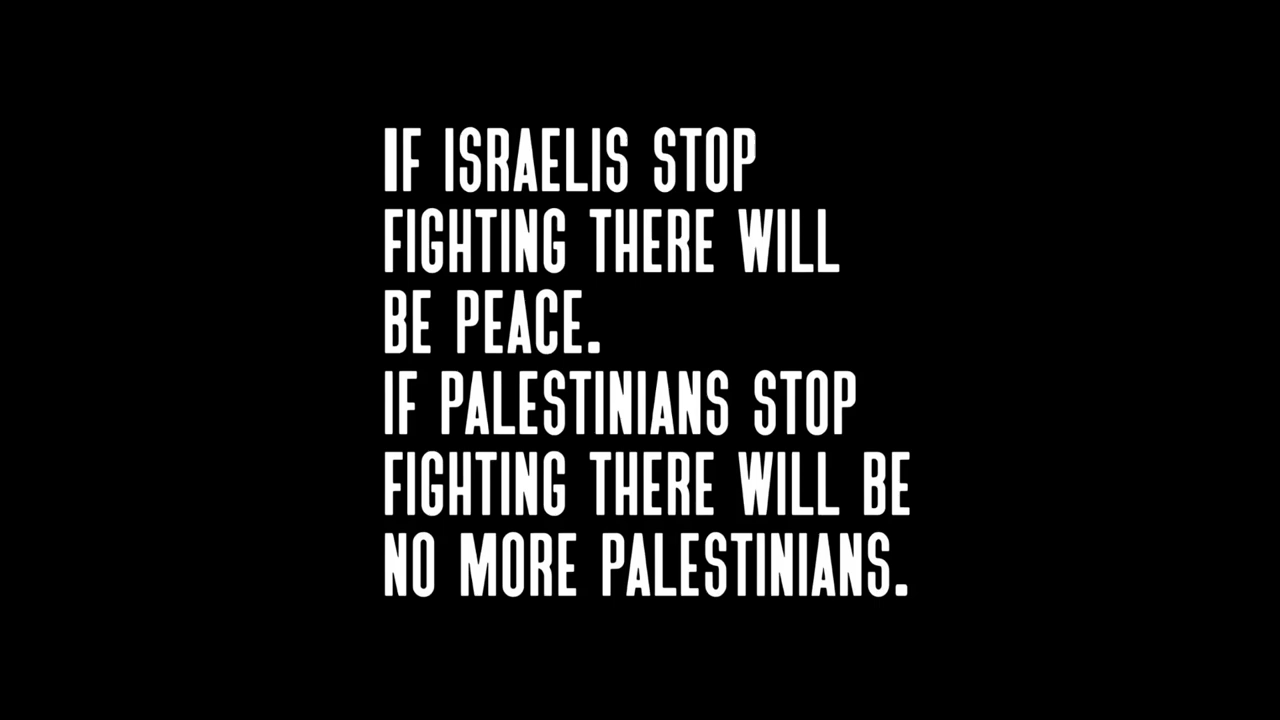 If Israelis stop
fighting there will
be peace.
If Palestinians stop
fighting there will be
no more Palestinians.